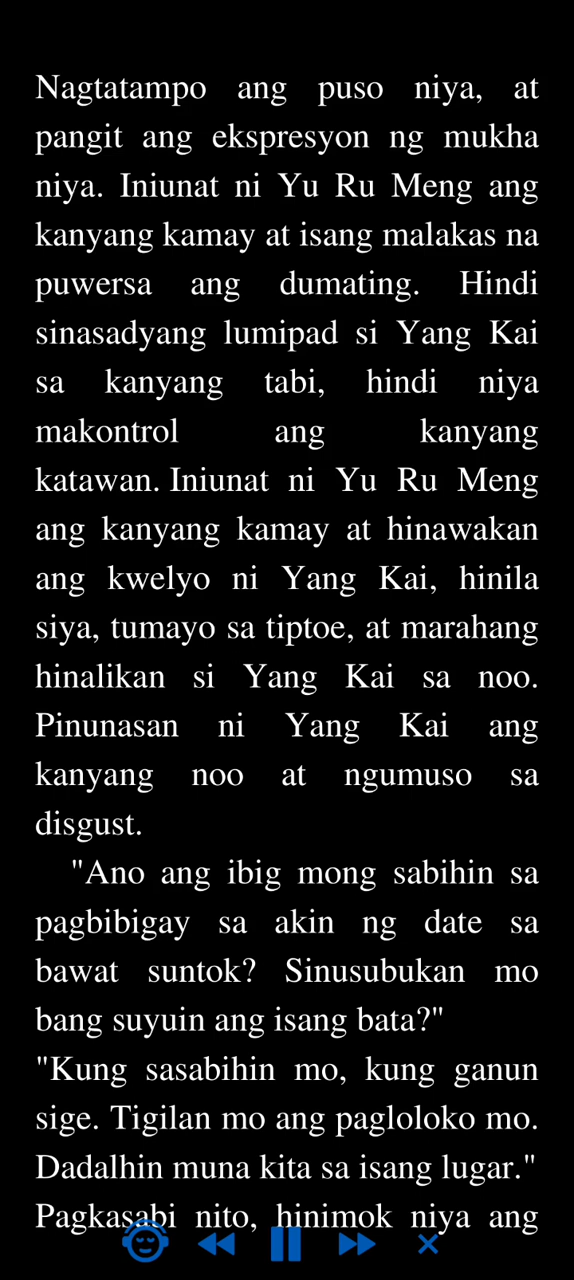 Nagtatampo ang puso niya, at
pangit ang ekspresyon ng mukha
niya. Iniunat ni Yu Ru Meng ang
kanyang kamay at isang malakas na
puwersa ang dumating. Hindi
sinasadyang lumipad si Yang Kai
sa kanyang tabi, hindi niya
makontrol ang kanyang
katawan. Iniunat ni Yu Ru Meng
ang kanyang kamay at hinawakan
ang kwelyo ni Yang Kai, hinila
siya, tumayo sa tiptoe, at marahang
hinalikan si Yang Kai sa noo.
Pinunasan ni Yang Kai ang
kanyang noo at ngumuso sa
disgust.
"Ano ang ibig mong sabihin sa
pagbibigay sa akin ng date sa
bawat suntok? Sinusubukan mo
bang suyuin ang isang bata?"
"Kung sasabihin mo, kung ganun
sige. Tigilan mo ang pagloloko mo.
Dadalhin muna kita sa isang lugar."
Pagkasabi nito, hinimok niya ang